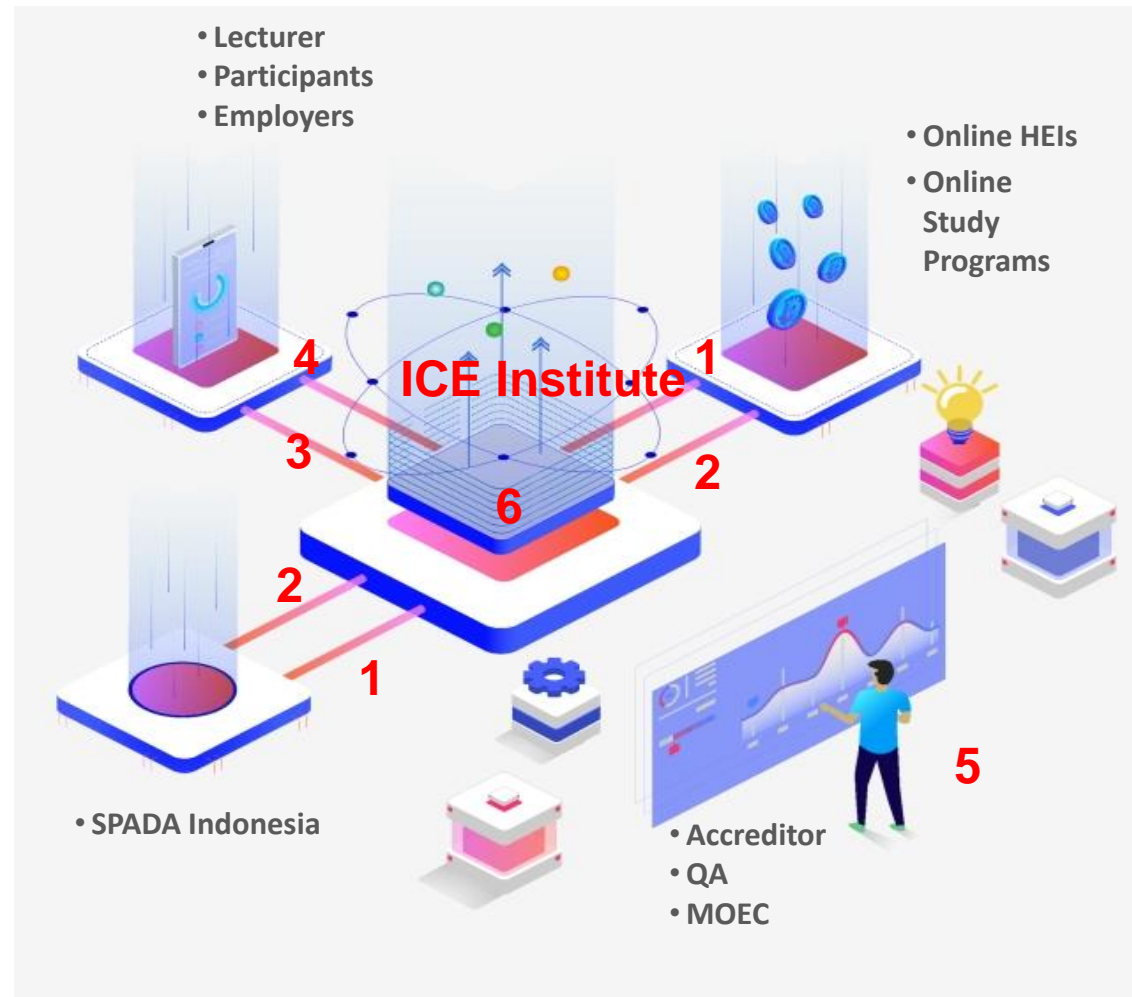 • Lecturer
• Participants
• Employers
• Online HEIs
• Online
Study
Programs
4
1
ICE Institute
3
2
6
2
1
5
• SPADA Indonesia
• Accreditor
• QA
• MOEC